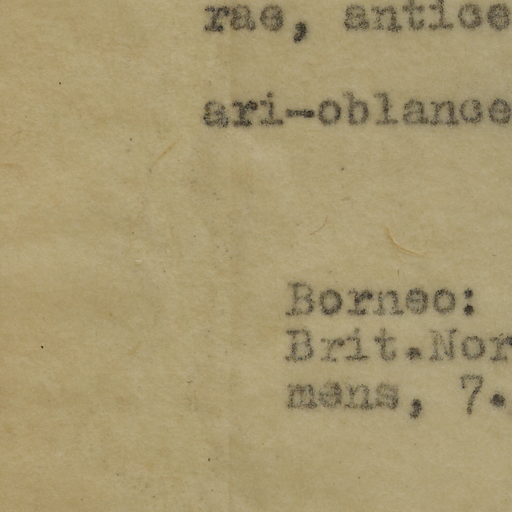 rae, antice
ari-oblance
Borneo:
Brit.Nor
mens, 7.